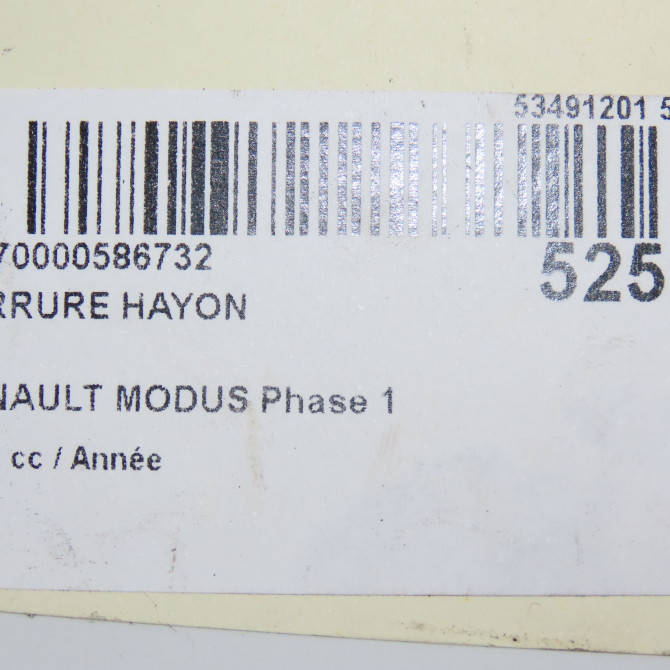 53491201 5
70000586732
525
RRURE HAYON
NAULT MODUS Phase 1
cc / Année